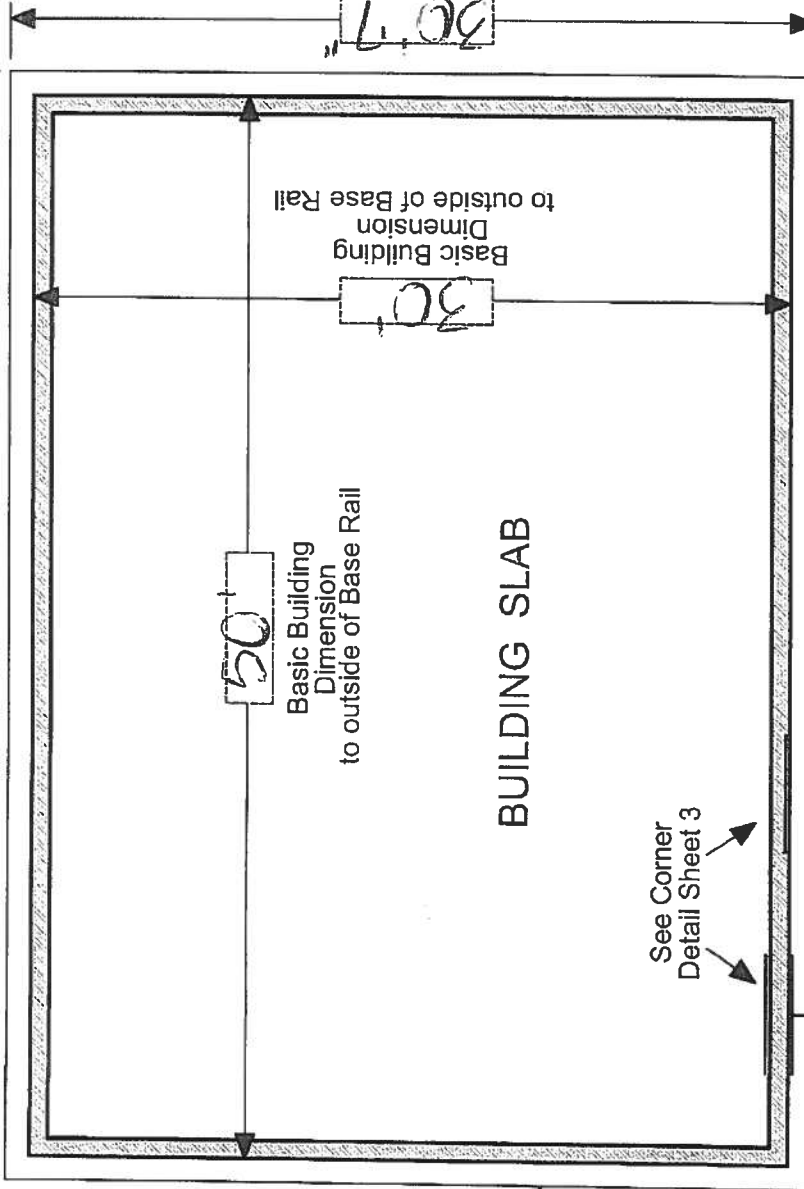 30' 7"
Basic Building
Dimension
to outside of Base Rail
30'
50'
Basic Building
Dimension
to outside of Base Rail
BUILDING SLAB
See Corner
Detail Sheet 3